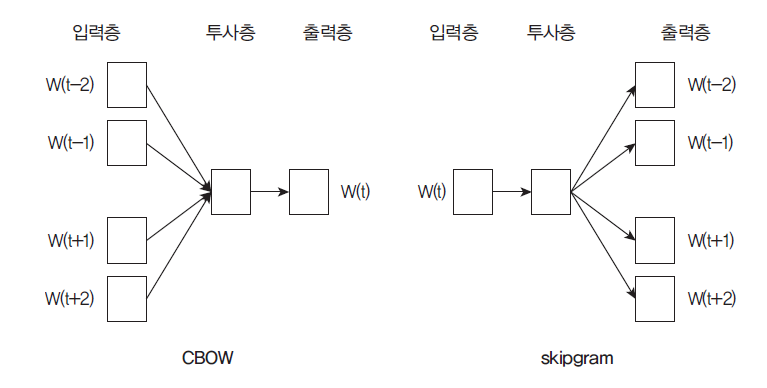 입력층 투사층 출력층
W(t−2)
W(t−1)
W(t)
W(t+1)
W(t+2)
CBOW
입력층 투사층 출력층
W(t−2)
W(t−1)
W(t)
W(t+1)
W(t+2)
skipgram